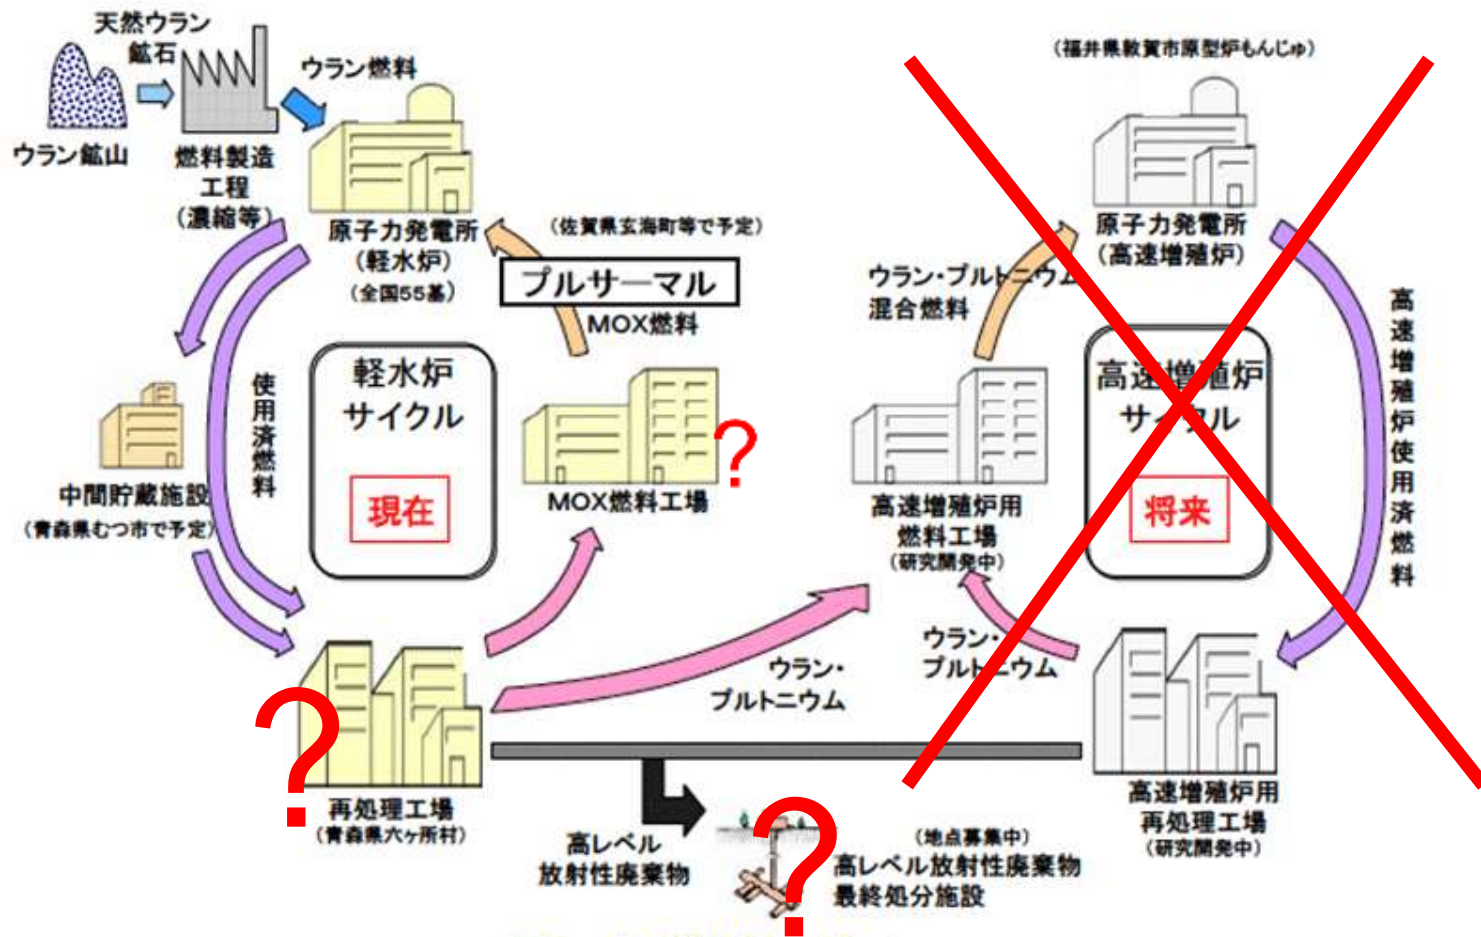 天然ウラン
鉱石
ウラン燃料
ウラン鉱山
燃料製造
工程
(濃縮等)
原子力発電所
(軽水炉)
(全国55基)
(佐賀県玄海町等で予定)
プルサーマル
MOX燃料
軽水炉
サイクル
現在
使用済燃料
中間貯蔵施設
(青森県むつ市で予定)
MOX燃料工場
?
再処理工場
(青森県六ヶ所村)
?
ウラン・
プルトニウム
高レベル
放射性廃棄物
?
(地点募集中)
高レベル放射性廃棄物
最終処分施設
(福井県敦賀市原型炉もんじゅ)
原子力発電所
(高速増殖炉)
ウラン・プルトニウム
混合燃料
高速増殖炉
サイクル
将来
高速増殖炉用
燃料工場
(研究開発中)
ウラン・
プルトニウム
高速増殖炉使用済燃料
高速増殖炉用
再処理工場
(研究開発中)